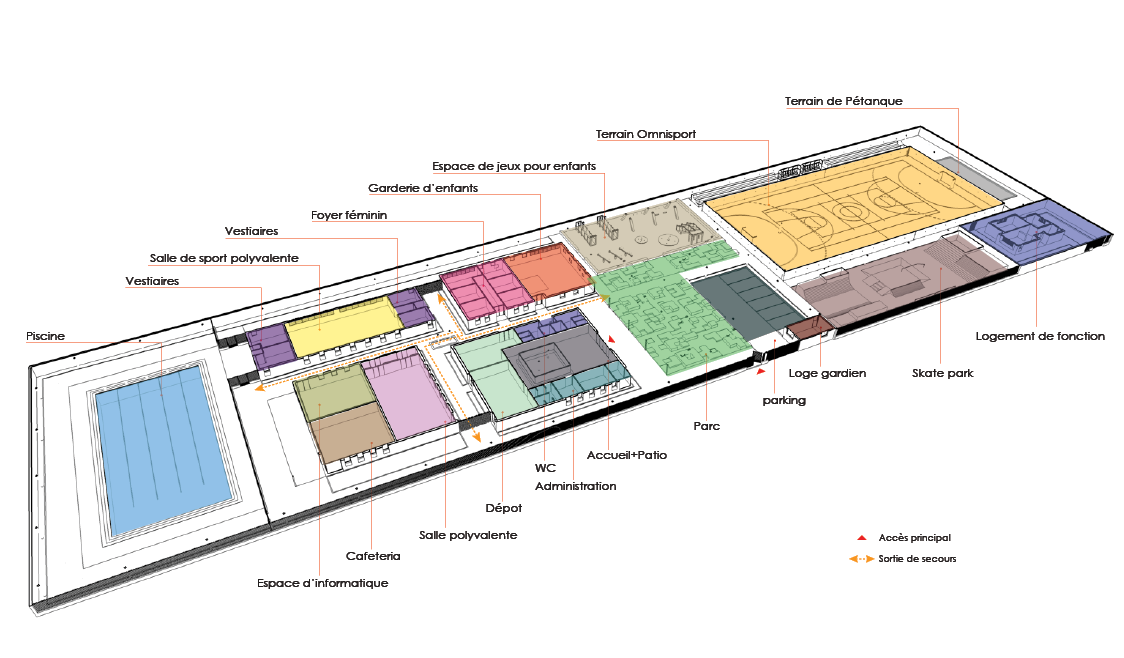 Terrain de Pétanque
Terrain Omnisport
Espace de jeux pour enfants
Garderie d'enfants
Foyer féminin
Vestiaires
Salle de sport polyvalente
Vestiaires
Piscine
Logement de fonction
Loge gardien
Skate park
parking
Parc
Accueil+Patio
WC
Administration
Dépot
Salle polyvalente
Cafeteria
Espace d'informatique
Accès principal
Sortie de secours